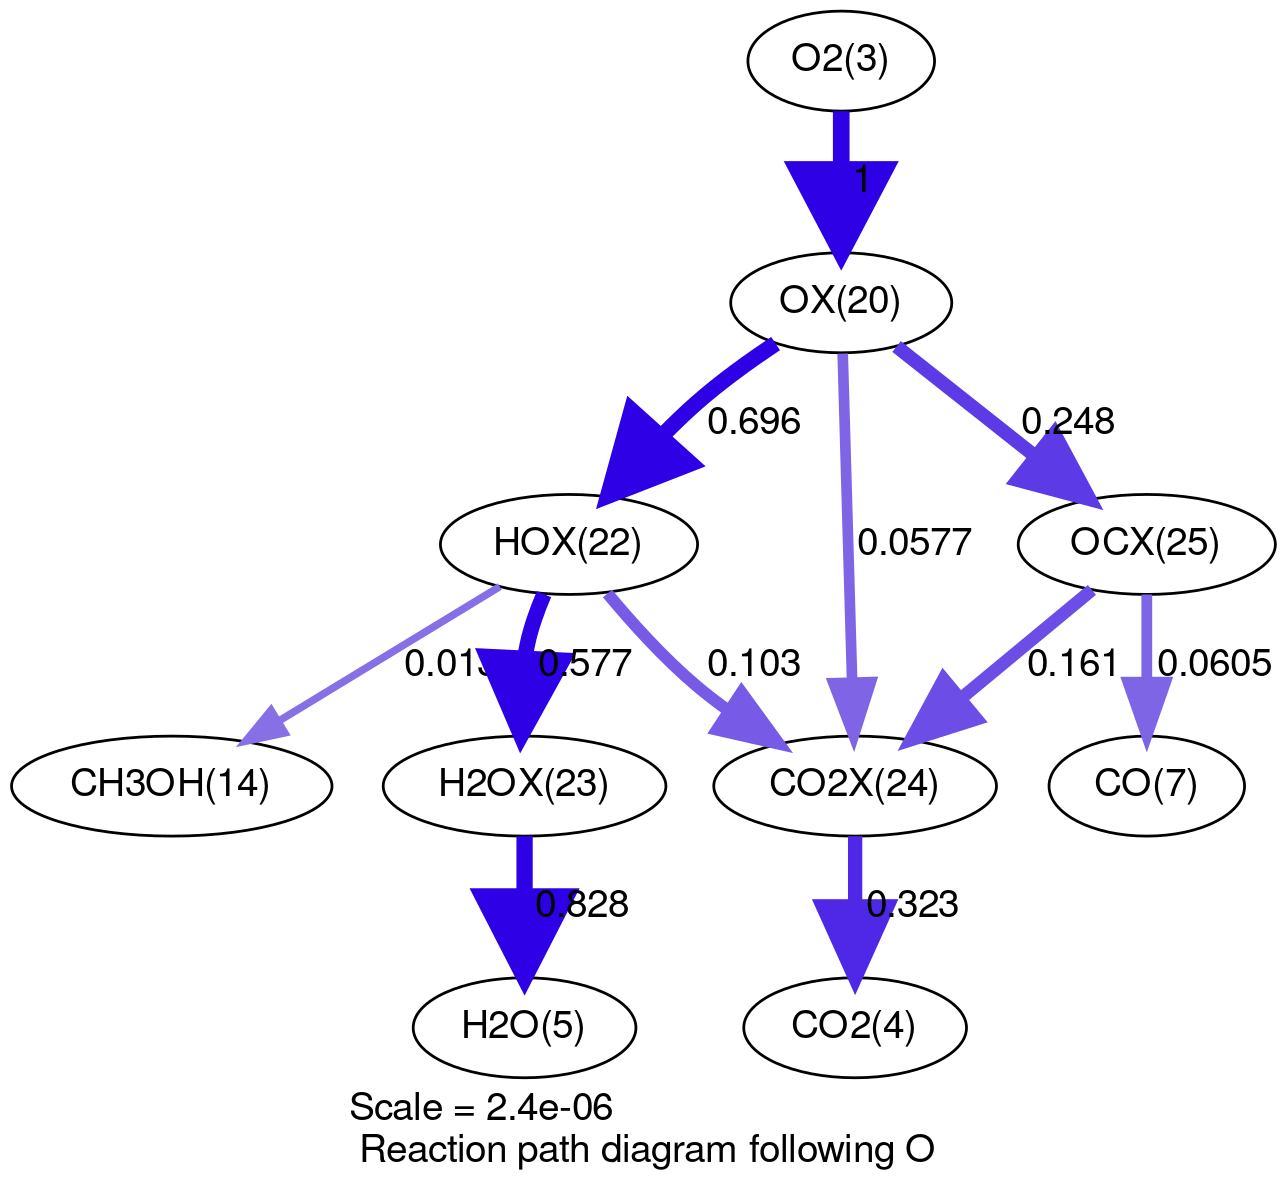 O2(3)
1
OX(20)
0.696
0.248
HOX(22)
0.0577
OCX(25)
0.577
0.103
0.161
0.0605
CH3OH(14)
H2OX(23)
CO2X(24)
CO(7)
0.828
0.323
H2O(5)
CO2(4)
Scale = 2.4e-06
Reaction path diagram following O